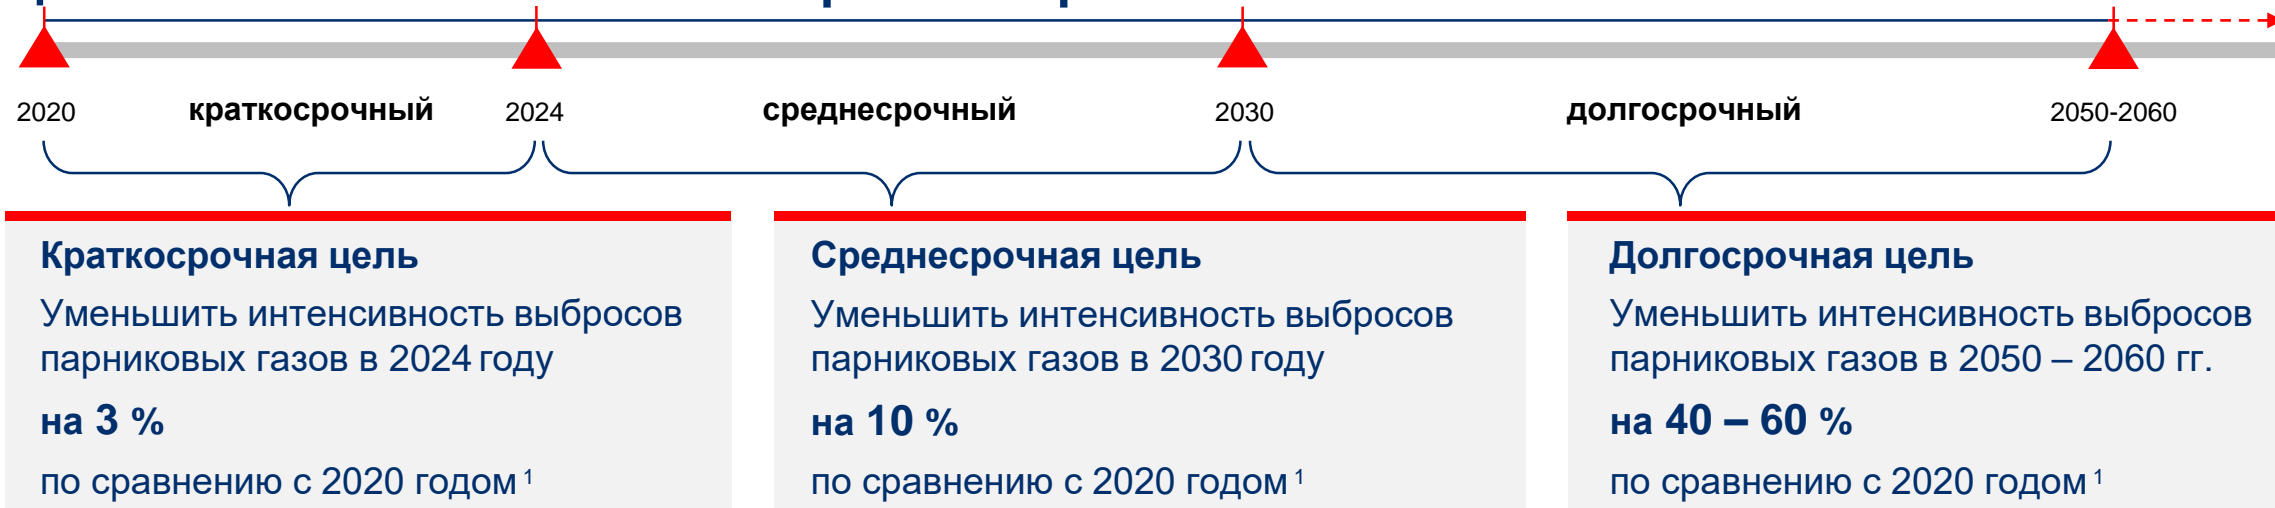 2020 краткосрочный 2024 среднесрочный 2030 долгосрочный 2050-2060
Краткосрочная цель
Уменьшить интенсивность выбросов
парниковых газов в 2024 году
на 3 %
по сравнению с 2020 годом 1
Среднесрочная цель
Уменьшить интенсивность выбросов
парниковых газов в 2030 году
на 10 %
по сравнению с 2020 годом 1
Долгосрочная цель
Уменьшить интенсивность выбросов
парниковых газов в 2050 – 2060 гг.
на 40 – 60 %
по сравнению с 2020 годом 1